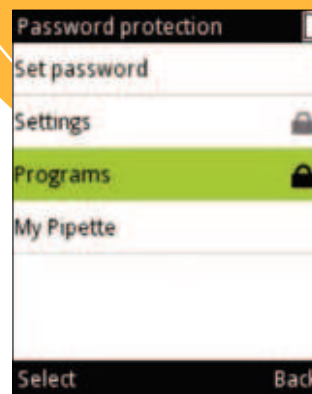 Password protection
Set password
Settings
Programs
My Pipette
Select Back